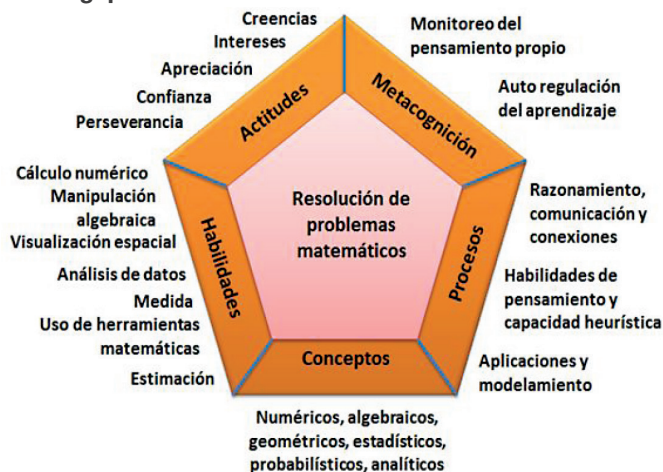 Creencias
Intereses
Apreciación
Confianza
Perseverancia
Actitudes
Monitoreo del
pensamiento propio
Auto regulación
del aprendizaje
Metacognición
Cálculo numérico
Manipulación
algebraica
Visualización espacial
Análisis de datos
Medida
Uso de herramientas
matemáticas
Estimación
Habilidades
Resolución de
problemas
matemáticos
Procesos
Razonamiento,
comunicación y
conexiones
Habilidades de
pensamiento y
capacidad heurística
Aplicaciones y
modelamiento
Conceptos
Numéricos, algebraicos,
geométricos, estadísticos,
probabilísticos, analíticos